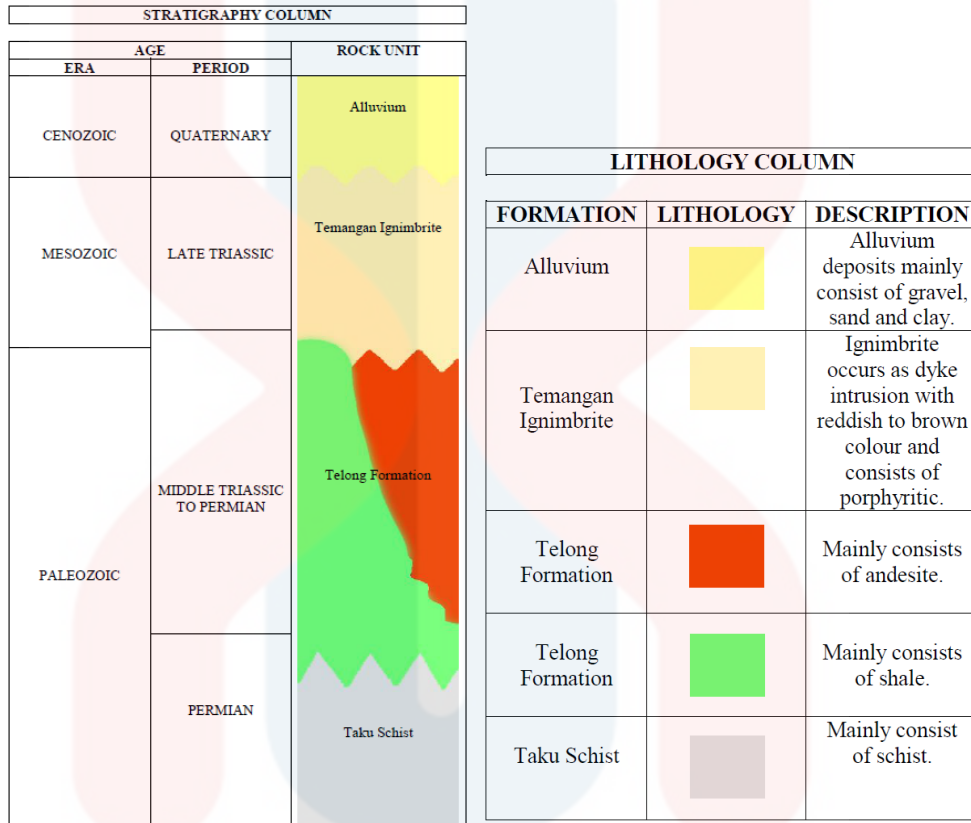 STRATIGRAPHY COLUMN
AGE
ROCK UNIT
ERA
PERIOD
Alluvium
CENOZOIC
QUATERNARY
Temangan Ignimbrite
MESOZOIC
LATE TRIASSIC
Telong Formation
MIDDLE TRIASSIC
TO PERMIAN
PALEOZOIC
PERMIAN
Taku Schist
LITHOLOGY COLUMN
FORMATION
LITHOLOGY
DESCRIPTION
Alluvium
Alluvium
deposits mainly
consist of gravel,
sand and clay.
Temangan
Ignimbrite
Ignimbrite
occurs as dyke
intrusion with
reddish to brown
colour and
consists of
porphyritic.
Telong
Formation
Mainly consists
of andesite.
Telong
Formation
Mainly consists
of shale.
Taku Schist
Mainly consist
of schist.